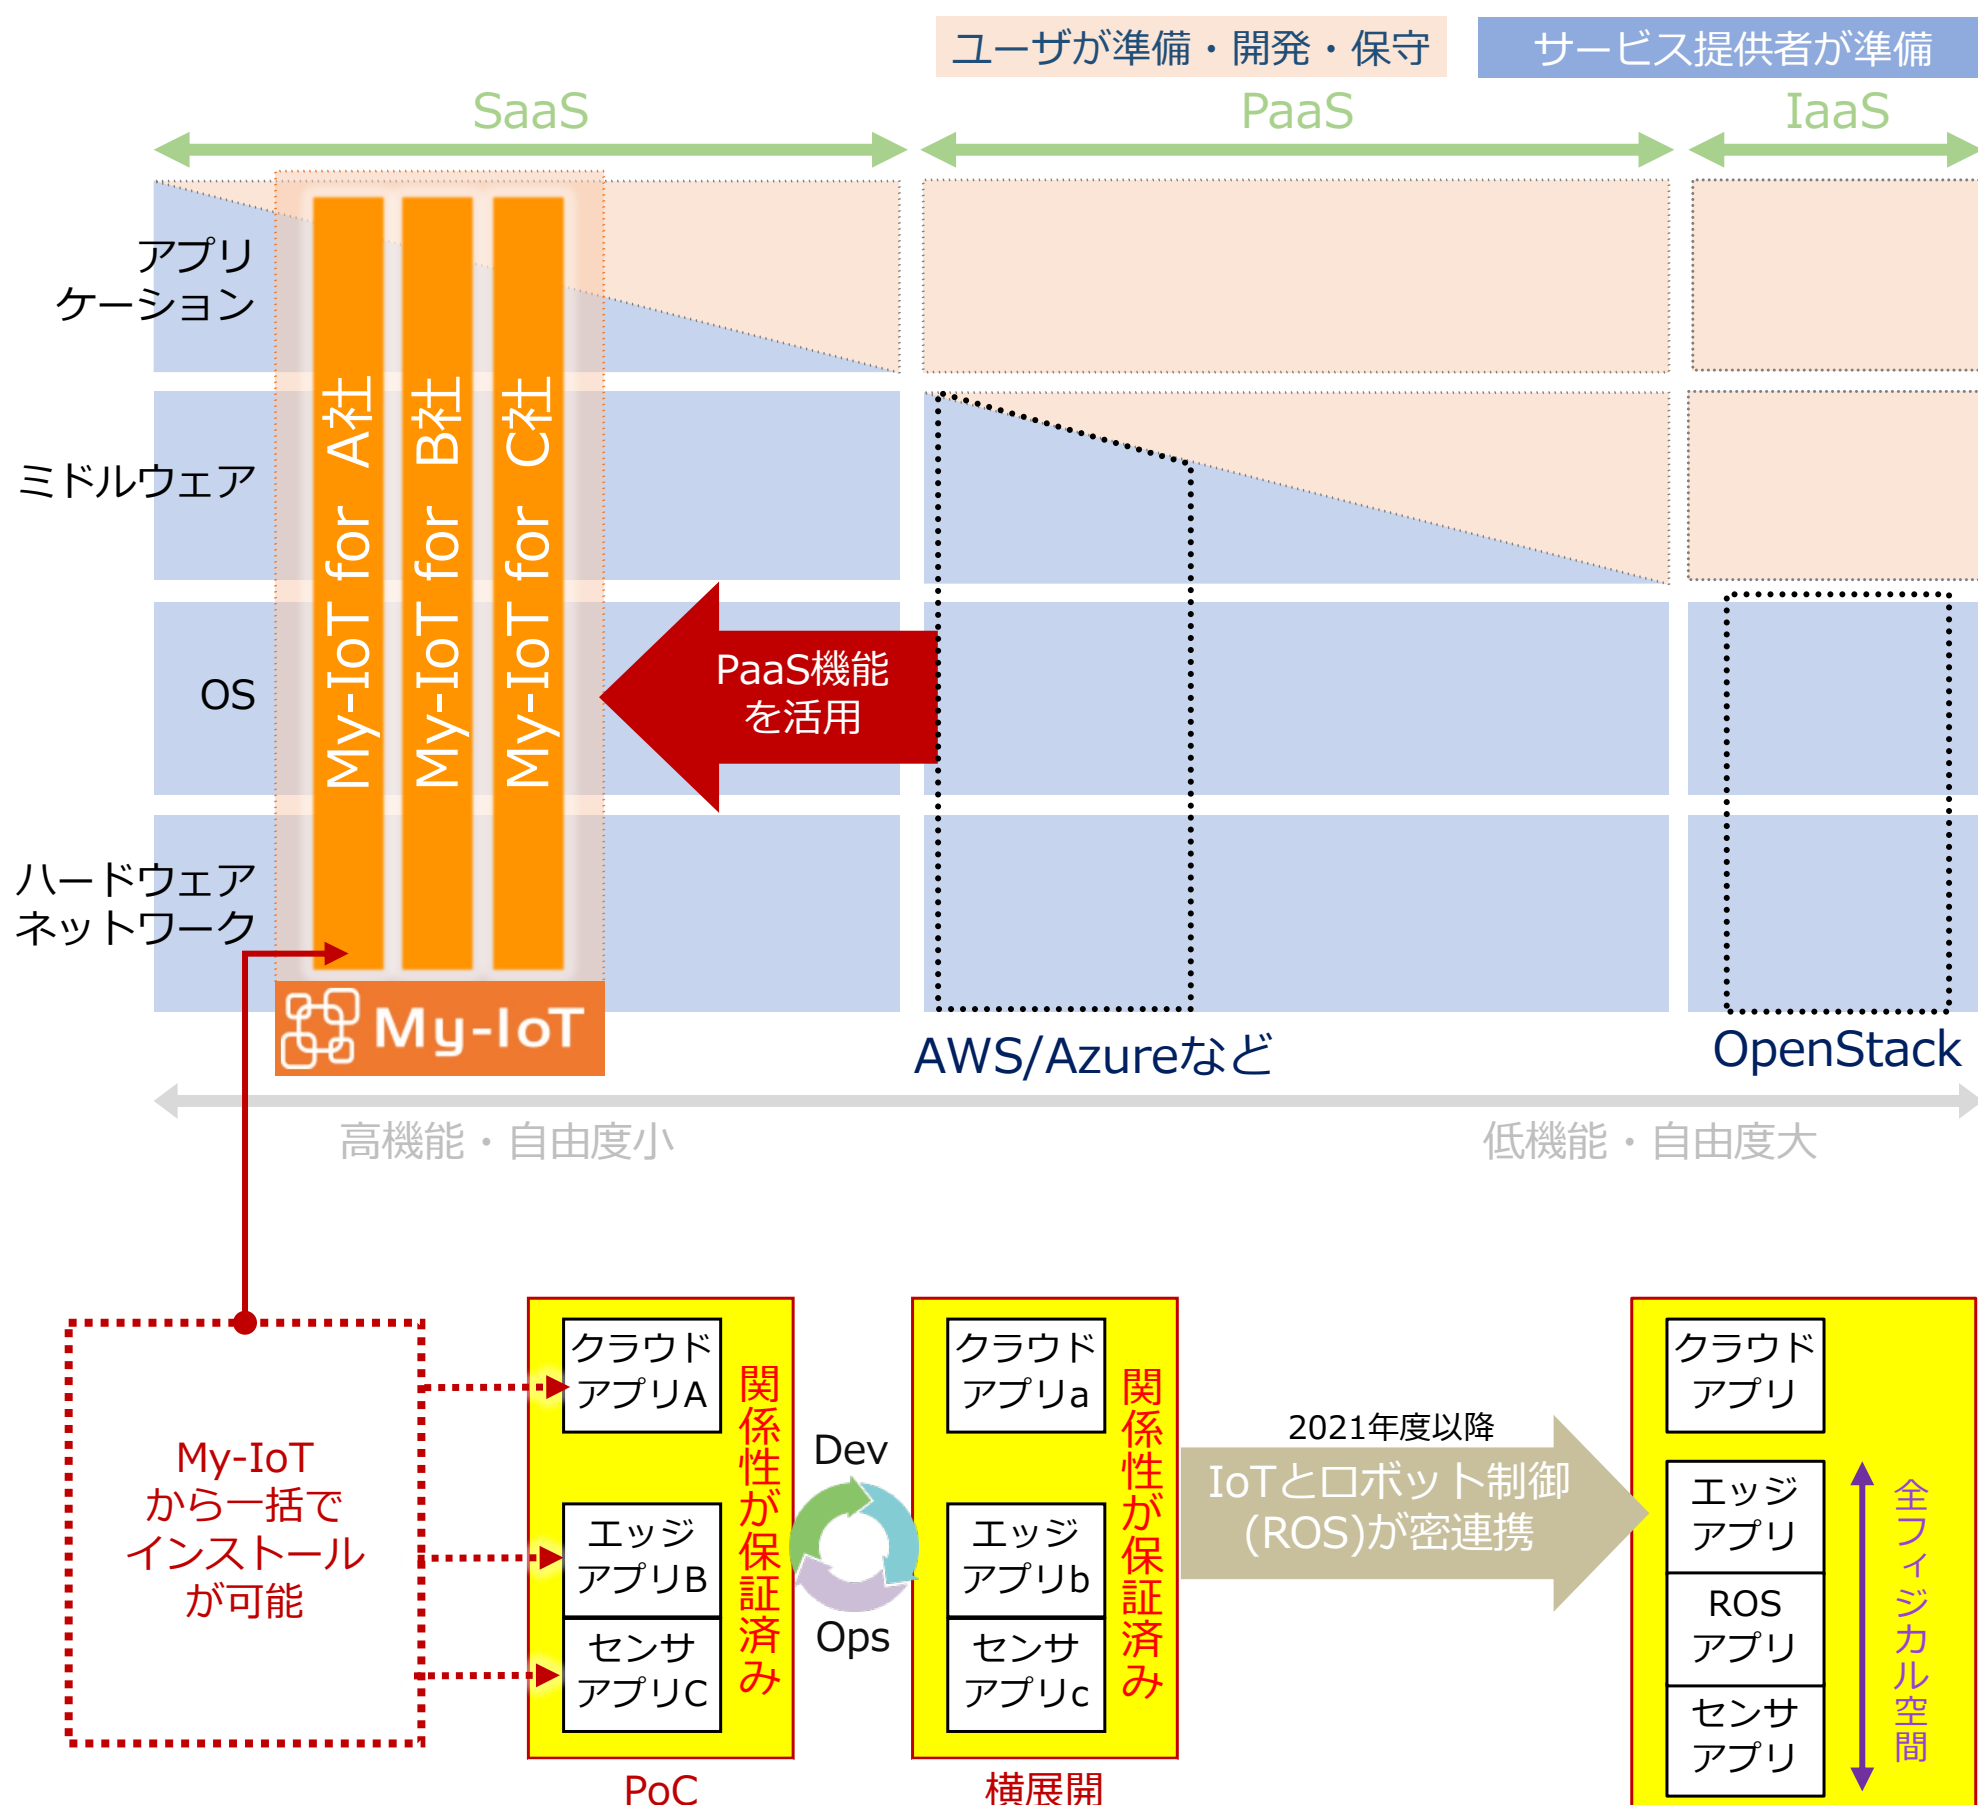 ユーザが準備・開発・保守
サービス提供者が準備
SaaS
PaaS
IaaS
アプリ
ケーション
ミドルウェア
OS
ハードウェア
ネットワーク
My-IoT for A社
My-IoT for B社
My-IoT for C社
PaaS機能
を活用
My-IoT
AWS/Azureなど
OpenStack
高機能・自由度小
低機能・自由度大
My-IoT
から一括で
インストール
が可能
クラウド
アプリA
エッジ
アプリB
センサ
アプリC
関係性が保証済み
PoC
Dev
Ops
クラウド
アプリa
エッジ
アプリb
センサ
アプリc
関係性が保証済み
横展開
2021年度以降
IoTとロボット制御
(ROS)が密連携
クラウド
アプリ
エッジ
アプリ
ROS
アプリ
センサ
アプリ
全フィジカル空間